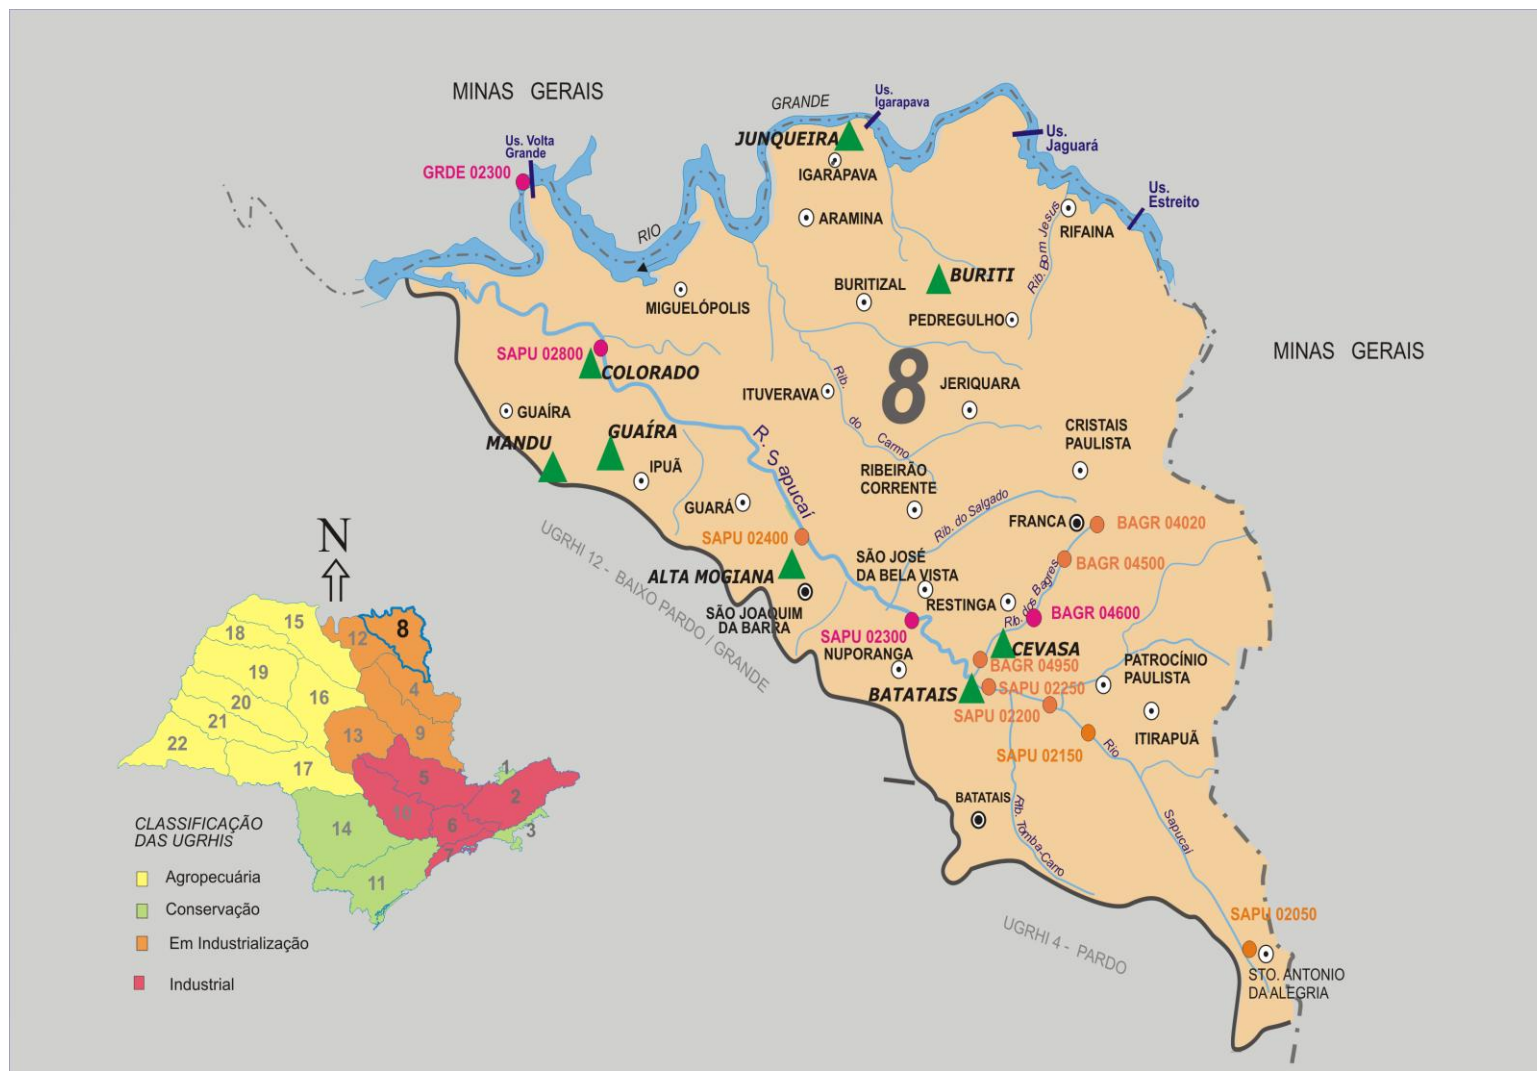 MINAS GERAIS
GRANDE
Us.
Igarapava
JUNQUEIRA
Us. Volta
Grande
Us.
Jaguará
GRDE 02300
IGARAPAVA
Us.
Estreito
ARAMINA
RIO
Rib. Bom Jesus
RIFAINA
BURITI
BURITIZAL
MIGUELÓPOLIS
PEDREGULHO
SAPU 02800
COLORADO
8
MINAS GERAIS
ITUVERAVA
Rib.
do Carmo
JERIQUARA
GUAÍRA
GUAÍRA
MANDU
R. Sapucaí
CRISTAIS
PAULISTA
IPUÃ
RIBEIRÃO
CORRENTE
GUARÁ
Rib. do Salgado
FRANCA
BAGR 04020
SAPU 02400
UGRHI 12 - BAIXO PARDO / GRANDE
BAGR 04500
ALTA MOGIANA
SÃO JOSÉ
DA BELA VISTA
Rib. dos Bagres
SÃO JOAQUIM
DA BARRA
RESTINGA
BAGR 04600
SAPU 02300
NUPORANGA
CEVASA
BAGR 04950
PATROCÍNIO
PAULISTA
BATATAIS
SAPU 02250
SAPU 02200
ITIRAPUÃ
SAPU 02150
Rio
Sapucaí
BATATAIS
Rib. Tomba-Carro
UGRHI 4 - PARDO
SAPU 02050
STO. ANTONIO
DA ALEGRIA
N
15
18
12
8
19
16
4
20
21
22
13
9
17
5
1
2
10
6
3
14
7
11
CLASSIFICAÇÃO
DAS UGRHIs
Agropecuária
Conservação
Em Industrialização
Industrial